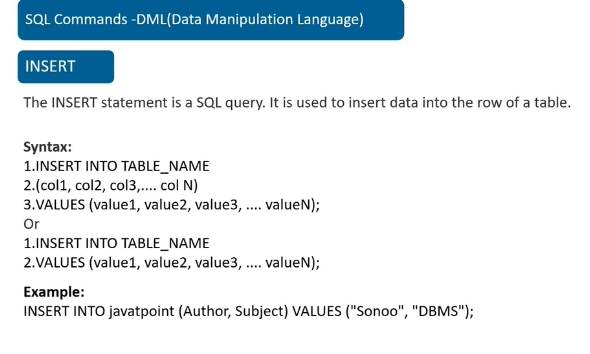 SQL Commands -DML(Data Manipulation Language)
INSERT
The INSERT statement is a SQL query. It is used to insert data into the row of a table.
Syntax:
1.INSERT INTO TABLE_NAME
2.(col1, col2, col3,.... col N)
3.VALUES (value1, value2, value3, .... valueN);
Or
1.INSERT INTO TABLE_NAME
2.VALUES (value1, value2, value3, .... valueN);
Example:
INSERT INTO javatpoint (Author, Subject) VALUES ("Sonoo", "DBMS");